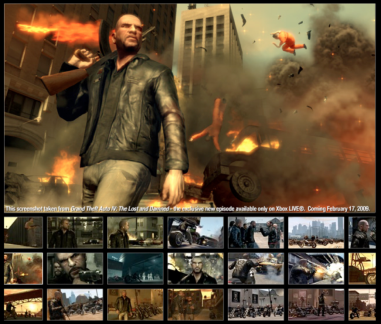 This screenshot taken from Grand Theft Auto IV: The Lost and Damned - the exclusive new episode available only on Xbox LIVE®. Coming February 17, 2009.